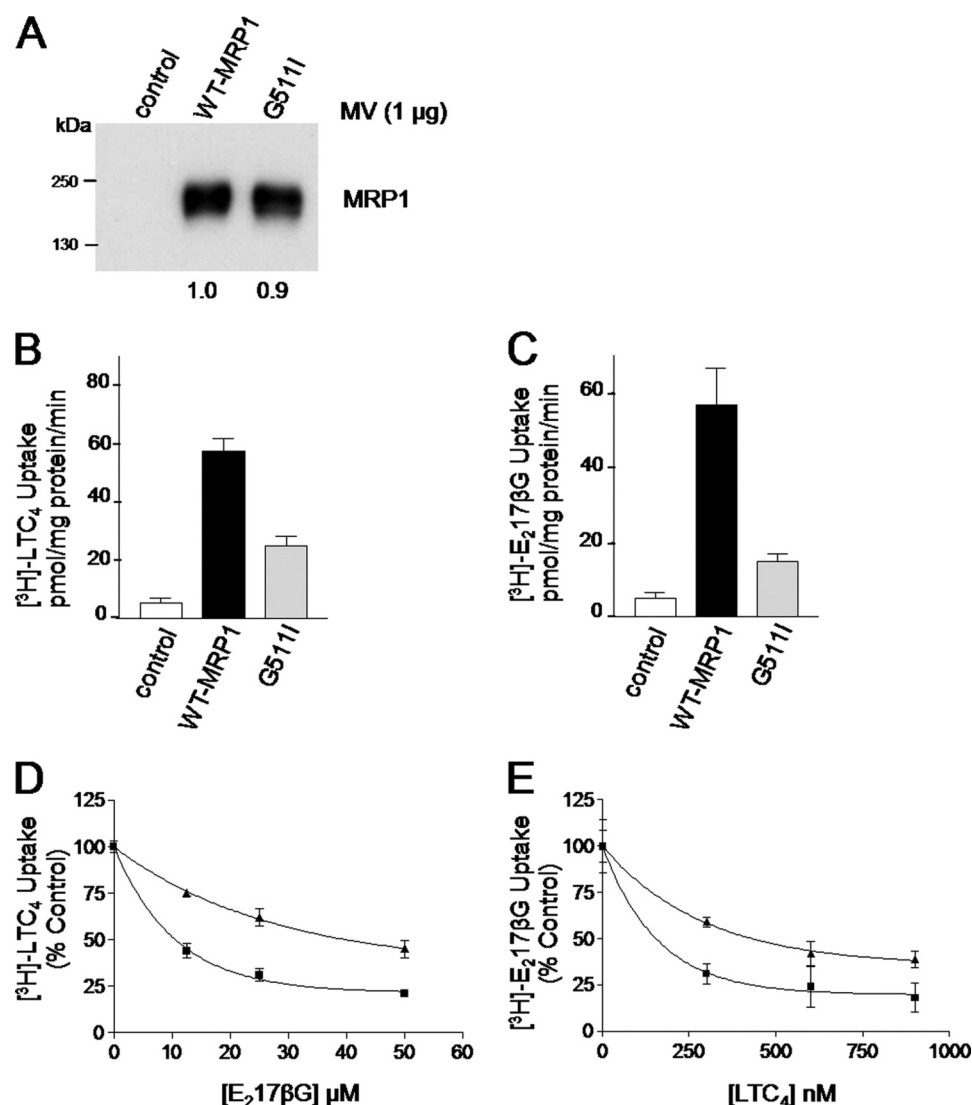 A
control
WT-MRP1
G511I
MV (1 µg)
kDa
250
130
MRP1
1.0
0.9
B
[³H]-LTC₄ Uptake
pmol/mg protein/min
80
60
40
20
0
control
WT-MRP1
G511I
C
[³H]-E₂17βG Uptake
pmol/mg protein/min
60
40
20
0
control
WT-MRP1
G511I
D
[³H]-LTC₄ Uptake
(% Control)
125
100
75
50
25
0
0 10 20 30 40 50 60
[E₂17βG] µM
E
[³H]-E₂17βG Uptake
(% Control)
125
100
75
50
25
0
0 250 500 750 1000
[LTC₄] nM